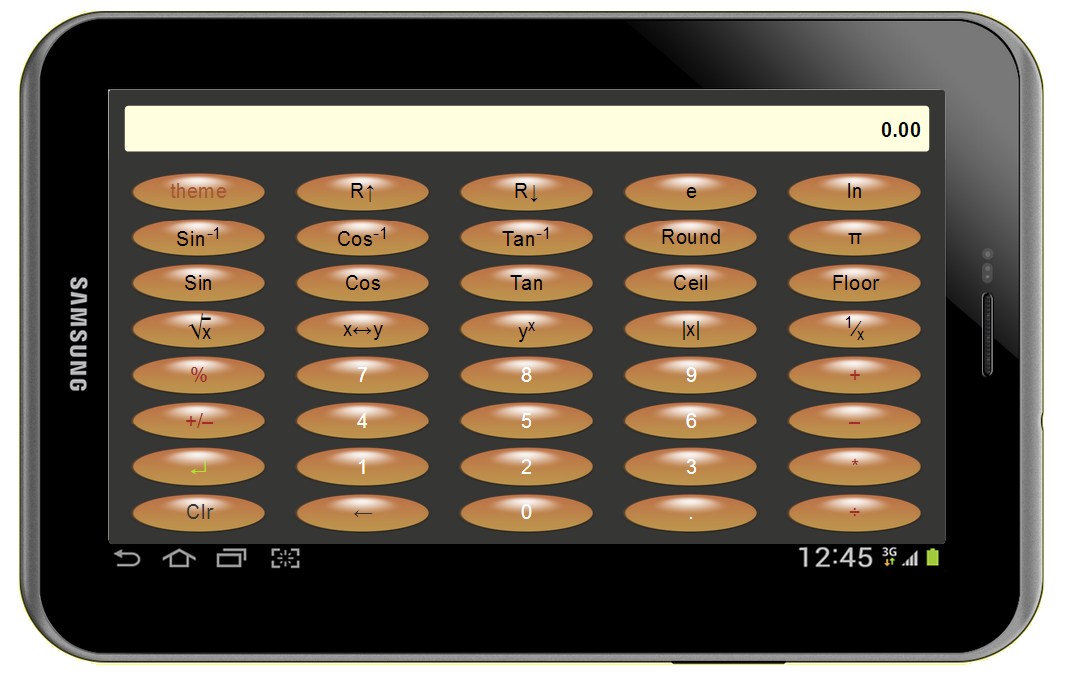 SAMSUNG
0.00
theme R↑ R↓ e ln
Sin⁻¹ Cos⁻¹ Tan⁻¹ Round π
Sin Cos Tan Ceil Floor
√x x↔y yˣ |x| ¹⁄ₓ
% 7 8 9 +
+/– 4 5 6 –
↵ 1 2 3 *
Clr ← 0 . ÷
12:45 3G